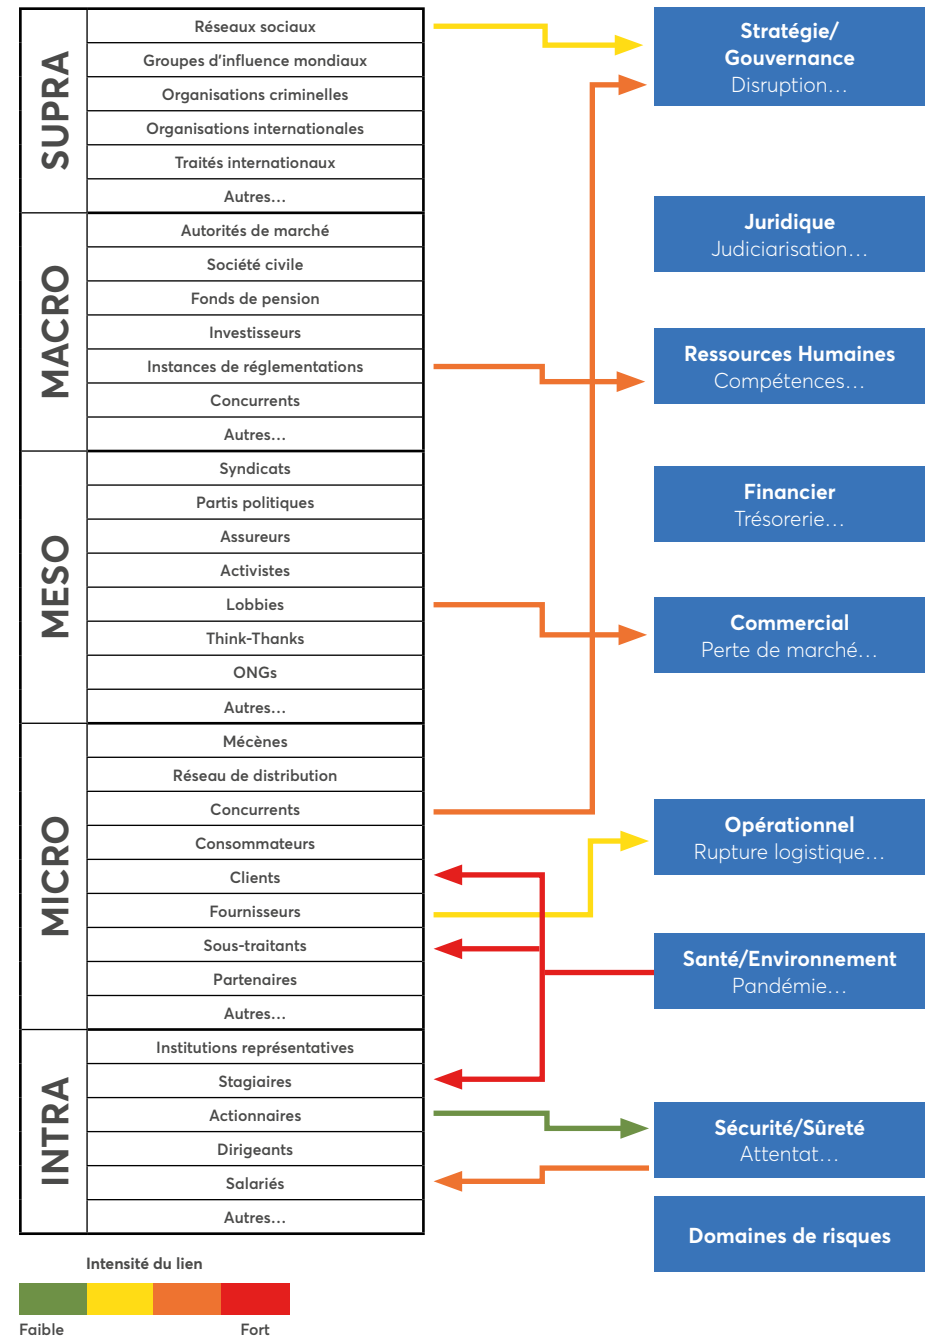 SUPRA
Réseaux sociaux
Groupes d'influence mondiaux
Organisations criminelles
Organisations internationales
Traités internationaux
Autres…
MACRO
Autorités de marché
Société civile
Fonds de pension
Investisseurs
Instances de réglementations
Concurrents
Autres…
MESO
Syndicats
Partis politiques
Assureurs
Activistes
Lobbies
Think-Thanks
ONGs
Autres…
MICRO
Mécènes
Réseau de distribution
Concurrents
Consommateurs
Clients
Fournisseurs
Sous-traitants
Partenaires
Autres…
INTRA
Institutions représentatives
Stagiaires
Actionnaires
Dirigeants
Salariés
Autres…
Stratégie/
Gouvernance
Disruption…
Juridique
Judiciarisation…
Ressources Humaines
Compétences…
Financier
Trésorerie…
Commercial
Perte de marché…
Opérationnel
Rupture logistique…
Santé/Environnement
Pandémie…
Sécurité/Sûreté
Attentat…
Domaines de risques
Intensité du lien
Faible
Fort